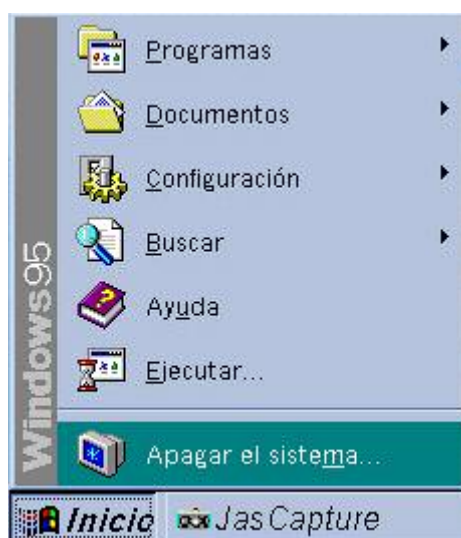 Programas
Documentos
Configuración
Buscar
Ayuda
Ejecutar...
Windows95
Apagar el sistema...
Inicio JasCapture